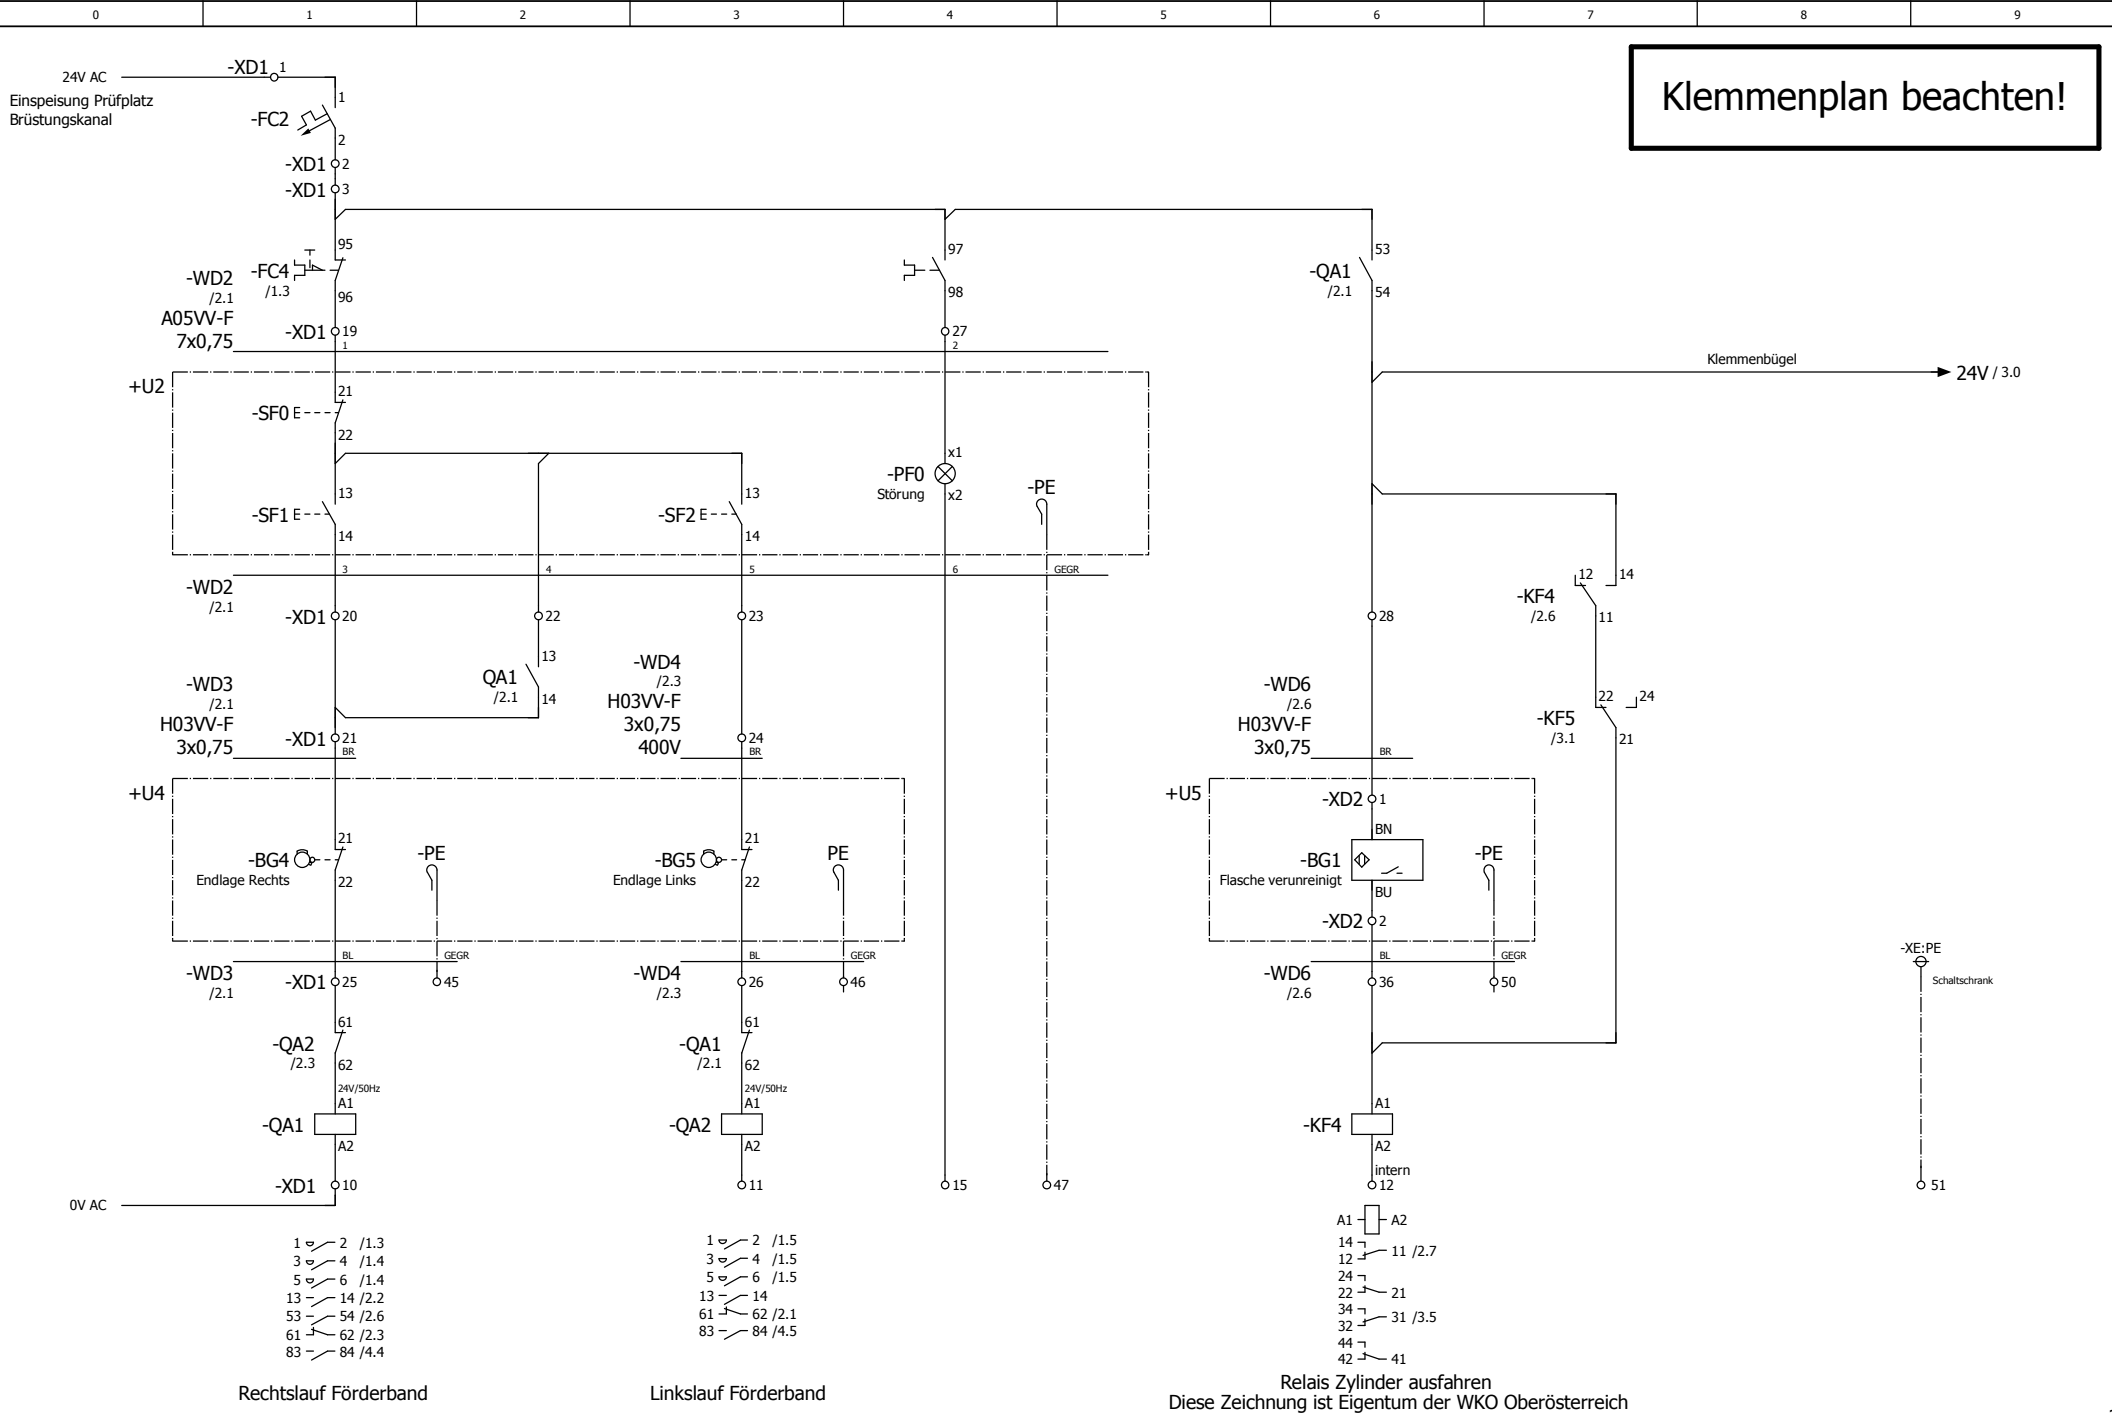 0 1 2 3 4 5 6 7 8 9
Klemmenplan beachten!
24V AC
-XD1 1
Einspeisung Prüfplatz
Brüstungskanal
1
-FC2
2
-XD1 2
-XD1 3
95
-FC4
/1.3
96
-WD2
/2.1
A05VV-F
7x0,75
-XD1 19
1
97
98
27
2
53
-QA1
/2.1
54
Klemmenbügel
24V / 3.0
+U2
21
-SF0
22
13
-SF1
14
13
-SF2
14
x1
-PF0
Störung
x2
-PE
3 4 5 6 GEGR
-WD2
/2.1
-XD1 20
22
23
28
12 14
-KF4
/2.6
11
13
QA1
/2.1
14
-WD3
/2.1
H03VV-F
3x0,75
-XD1 21
BR
-WD4
/2.3
H03VV-F
3x0,75
400V
24
BR
-WD6
/2.6
H03VV-F
3x0,75
BR
22 24
-KF5
/3.1
21
+U4
21
-BG4
Endlage Rechts
22
-PE
21
-BG5
Endlage Links
22
PE
+U5
-XD2 1
BN
-BG1
Flasche verunreinigt
BU
-XD2 2
-PE
BL GEGR
-WD3
/2.1
-XD1 25
45
BL GEGR
-WD4
/2.3
26
46
BL GEGR
-WD6
/2.6
36
50
-XE:PE
Schaltschrank
61
-QA2
/2.3
62
24V/50Hz
A1
-QA1
A2
-XD1 10
0V AC
61
-QA1
/2.1
62
24V/50Hz
A1
-QA2
A2
11
15
47
A1
-KF4
A2
intern
12
51
1 2 /1.3
3 4 /1.4
5 6 /1.4
13 14 /2.2
53 54 /2.6
61 62 /2.3
83 84 /4.4
Rechtslauf Förderband
1 2 /1.5
3 4 /1.5
5 6 /1.5
13 14
61 62 /2.1
83 84 /4.5
Linkslauf Förderband
A1 A2
14
12 11 /2.7
24
22 21
34
32 31 /3.5
44
42 41
Relais Zylinder ausfahren
Diese Zeichnung ist Eigentum der WKO Oberösterreich